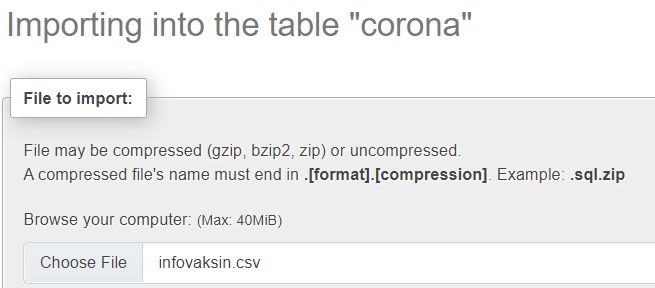 Importing into the table "corona"
File to import:
File may be compressed (gzip, bzip2, zip) or uncompressed.
A compressed file's name must end in .[format].[compression]. Example: .sql.zip
Browse your computer: (Max: 40MiB)
Choose File infovaksin.csv